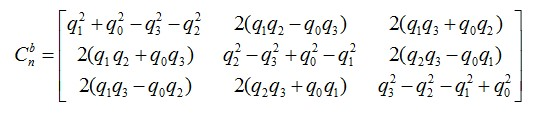 C_n^b = [ q_1^2 + q_0^2 - q_3^2 - q_2^2    2(q_1q_2 - q_0q_3)    2(q_1q_3 + q_0q_2)
2(q_1q_2 + q_0q_3)    q_2^2 - q_3^2 + q_0^2 - q_1^2    2(q_2q_3 - q_0q_1)
2(q_1q_3 - q_0q_2)    2(q_2q_3 + q_0q_1)    q_3^2 - q_2^2 - q_1^2 + q_0^2 ]